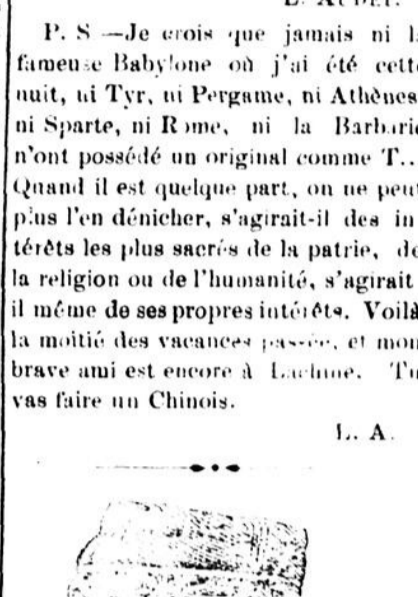 P. S —Je crois que jamais ni la
fameuse Babylone où j'ai été cette
nuit, ni Tyr, ni Pergame, ni Athènes
ni Sparte, ni Rome, ni la Barbarie
n'ont possédé un original comme T...
Quand il est quelque part, on ne peut
plus l'en dénicher, s'agirait-il des in
térêts les plus sacrés de la patrie, de
la religion ou de l'humanité, s'agirait
il même de ses propres intérêts. Voilà
la moitié des vacances passée, et mon
brave ami est encore à Lachine. Tu
vas faire un Chinois.
L. A.